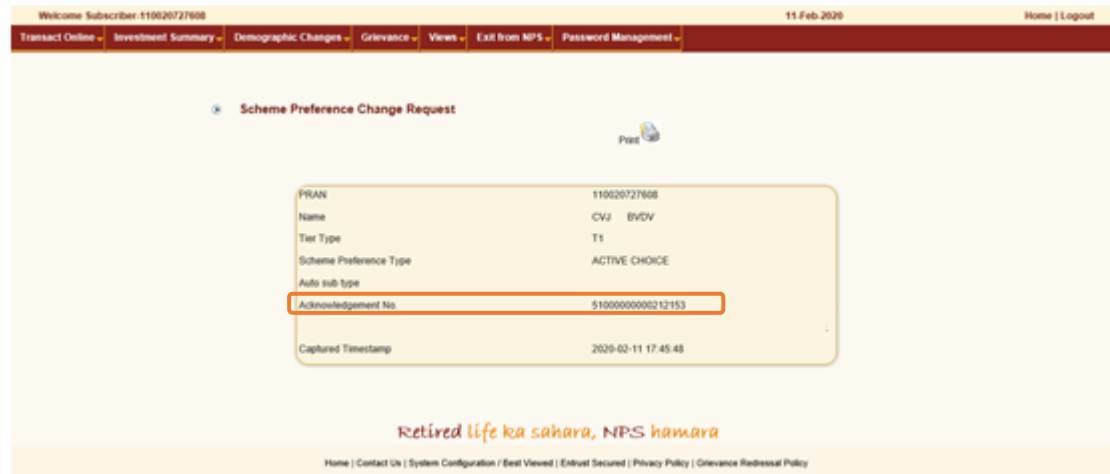 Welcome Subscriber-110020727608 11-Feb-2020 Home | Logout
Transact Online Investment Summary Demographic Changes Grievance Views Exit from NPS Password Management
Scheme Preference Change Request
Print
PRAN 110020727608
Name CVJ BVDV
Tier Type T1
Scheme Preference Type ACTIVE CHOICE
Auto sub type
Acknowledgement No. 51000000000212153
Captured Timestamp 2020-02-11 17:45:48
Retired life ka sahara, NPS hamara
Home | Contact Us | System Configuration / Best Viewed | Entrust Secured | Privacy Policy | Grievance Redressal Policy